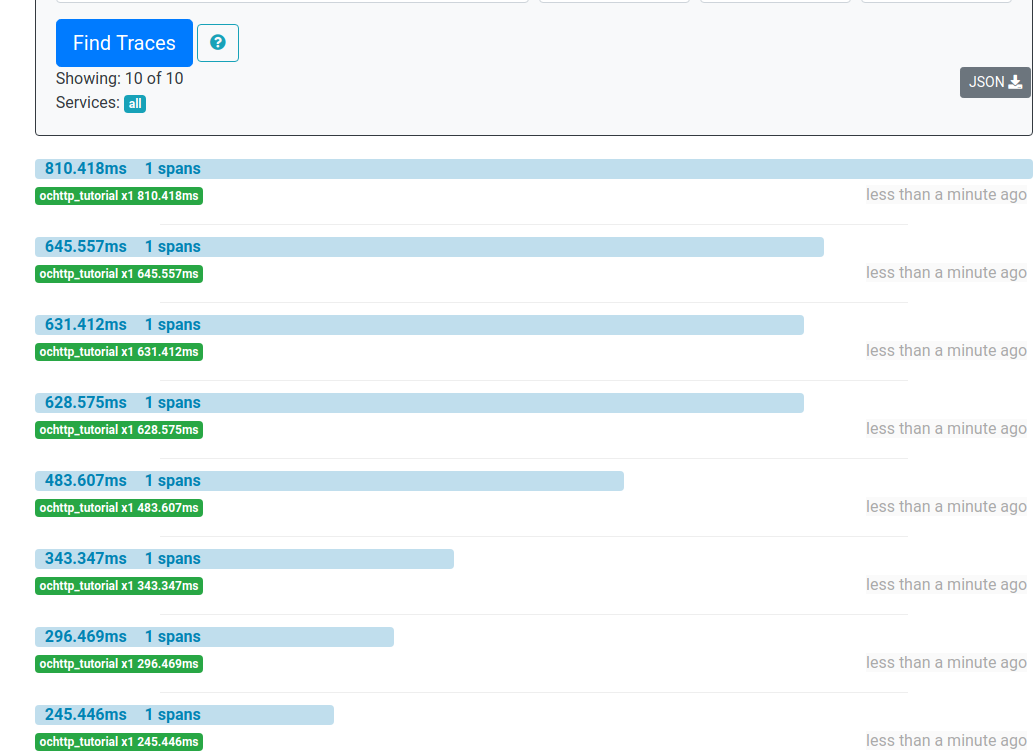 Find Traces
Showing: 10 of 10
JSON
Services: all
810.418ms 1 spans
ochttp_tutorial x1 810.418ms less than a minute ago
645.557ms 1 spans
ochttp_tutorial x1 645.557ms less than a minute ago
631.412ms 1 spans
ochttp_tutorial x1 631.412ms less than a minute ago
628.575ms 1 spans
ochttp_tutorial x1 628.575ms less than a minute ago
483.607ms 1 spans
ochttp_tutorial x1 483.607ms less than a minute ago
343.347ms 1 spans
ochttp_tutorial x1 343.347ms less than a minute ago
296.469ms 1 spans
ochttp_tutorial x1 296.469ms less than a minute ago
245.446ms 1 spans
ochttp_tutorial x1 245.446ms less than a minute ago